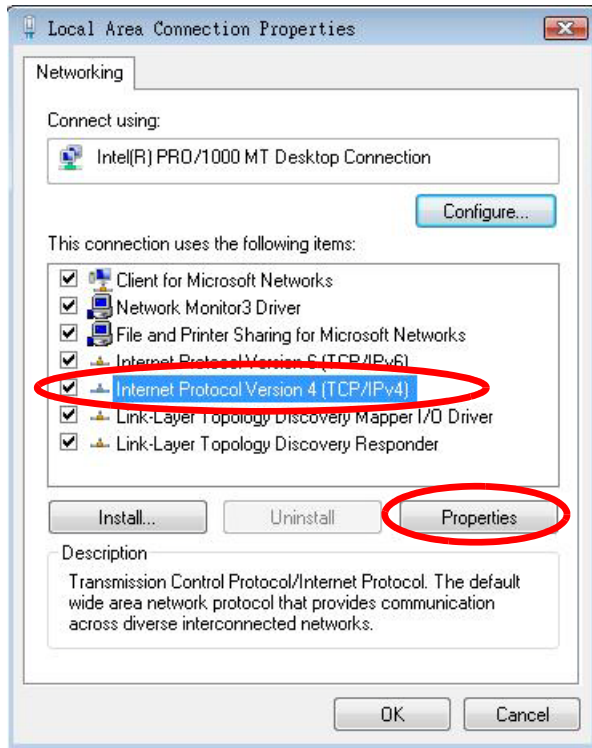 Local Area Connection Properties
Networking
Connect using:
Intel(R) PRO/1000 MT Desktop Connection
Configure...
This connection uses the following items:
Client for Microsoft Networks
Network Monitor3 Driver
File and Printer Sharing for Microsoft Networks
Internet Protocol Version 6 (TCP/IPv6)
Internet Protocol Version 4 (TCP/IPv4)
Link-Layer Topology Discovery Mapper I/O Driver
Link-Layer Topology Discovery Responder
Install...
Uninstall
Properties
Description
Transmission Control Protocol/Internet Protocol. The default
wide area network protocol that provides communication
across diverse interconnected networks.
OK
Cancel